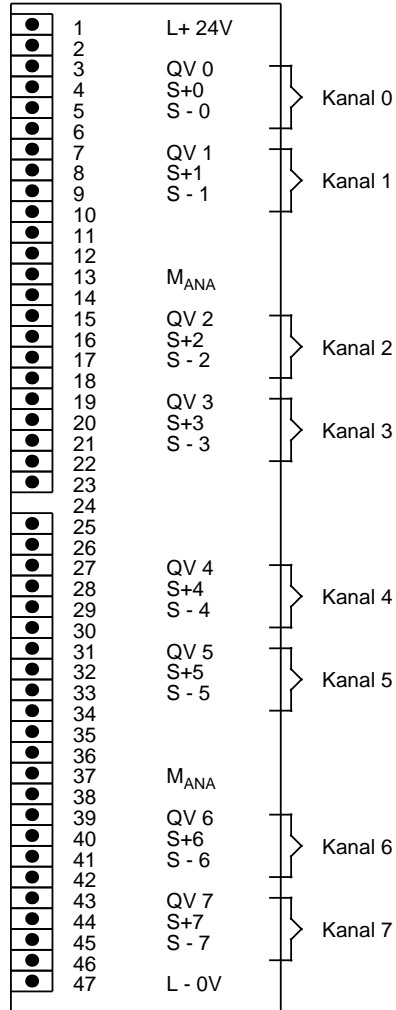 1 L+ 24V
2
3 QV 0
4 S+0 Kanal 0
5 S - 0
6
7 QV 1
8 S+1 Kanal 1
9 S - 1
10
11
12
13 M_ANA
14
15 QV 2
16 S+2 Kanal 2
17 S - 2
18
19 QV 3
20 S+3 Kanal 3
21 S - 3
22
23
24
25
26
27 QV 4
28 S+4 Kanal 4
29 S - 4
30
31 QV 5
32 S+5 Kanal 5
33 S - 5
34
35
36
37 M_ANA
38
39 QV 6
40 S+6 Kanal 6
41 S - 6
42
43 QV 7
44 S+7 Kanal 7
45 S - 7
46
47 L - 0V